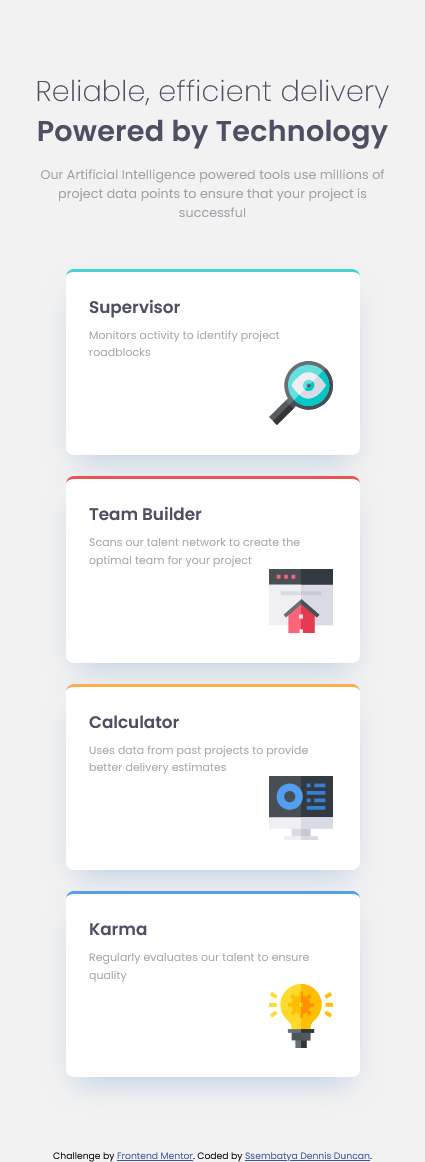 Reliable, efficient delivery
Powered by Technology
Our Artificial Intelligence powered tools use millions of
project data points to ensure that your project is
successful
Supervisor
Monitors activity to identify project
roadblocks
Team Builder
Scans our talent network to create the
optimal team for your project
Calculator
Uses data from past projects to provide
better delivery estimates
Karma
Regularly evaluates our talent to ensure
quality
Challenge by Frontend Mentor. Coded by Ssembatya Dennis Duncan.